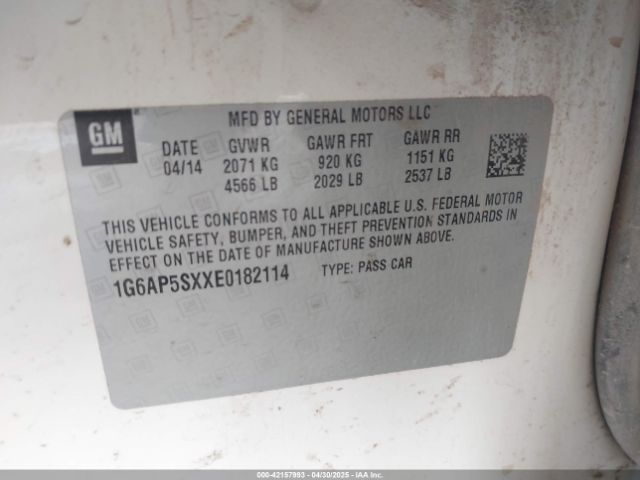 GM
MFD BY GENERAL MOTORS LLC
DATE GVWR GAWR FRT GAWR RR
04/14 2071 KG 920 KG 1151 KG
4566 LB 2029 LB 2537 LB
THIS VEHICLE CONFORMS TO ALL APPLICABLE U.S. FEDERAL MOTOR
VEHICLE SAFETY, BUMPER, AND THEFT PREVENTION STANDARDS IN
EFFECT ON THE DATE OF MANUFACTURE SHOWN ABOVE.
1G6AP5SXXE0182114 TYPE: PASS CAR
000-42157993 / 04/30/2025 - IAA Inc.